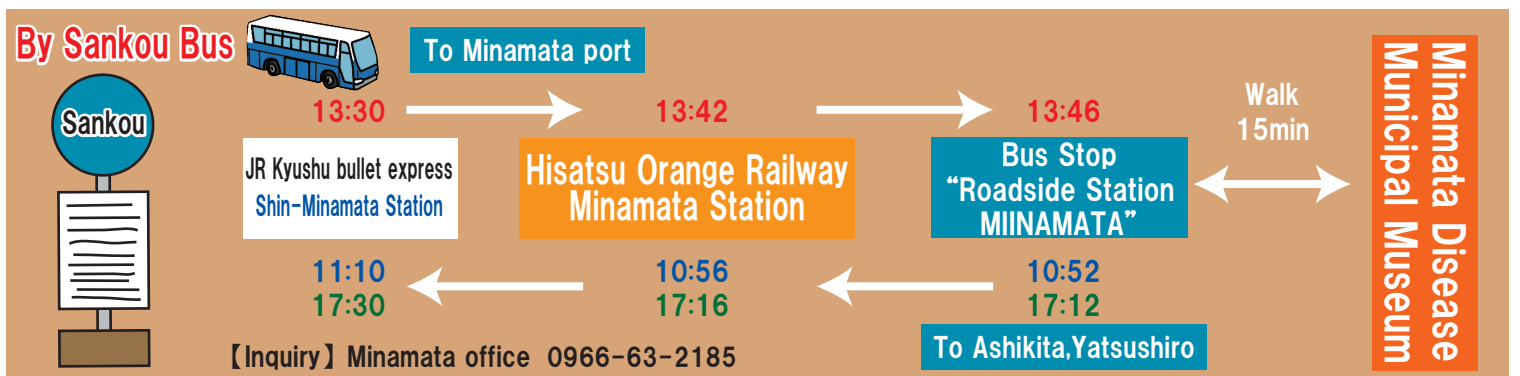 By Sankou Bus
To Minamata port
Sankou
13:30
13:42
13:46
Walk
15min
JR Kyushu bullet express
Shin-Minamata Station
Hisatsu Orange Railway
Minamata Station
Bus Stop
“Roadside Station
MIINAMATA”
Minamata Disease
Municipal Museum
11:10
10:56
10:52
17:30
17:16
17:12
To Ashikita,Yatsushiro
【Inquiry】Minamata office 0966-63-2185